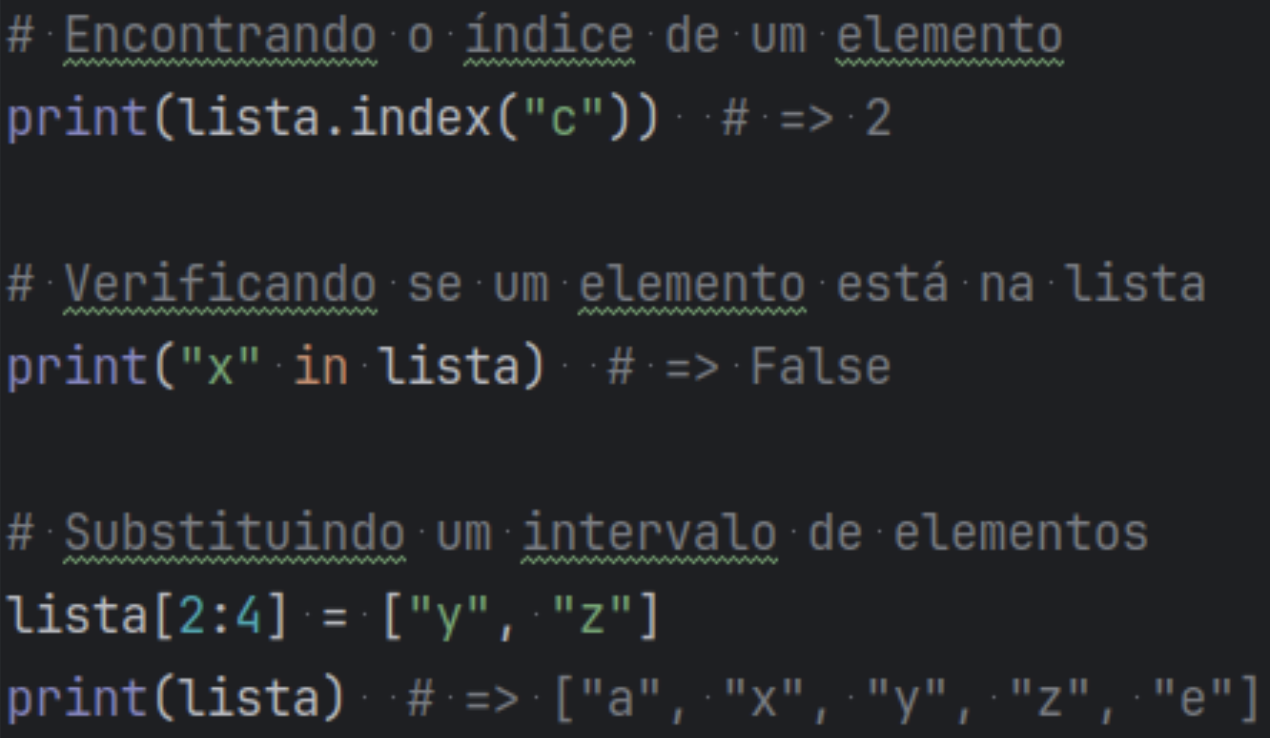 # Encontrando o índice de um elemento
print(lista.index("c"))  # => 2
# Verificando se um elemento está na lista
print("x" in lista)  # => False
# Substituindo um intervalo de elementos
lista[2:4] = ["y", "z"]
print(lista)  # => ["a", "x", "y", "z", "e"]